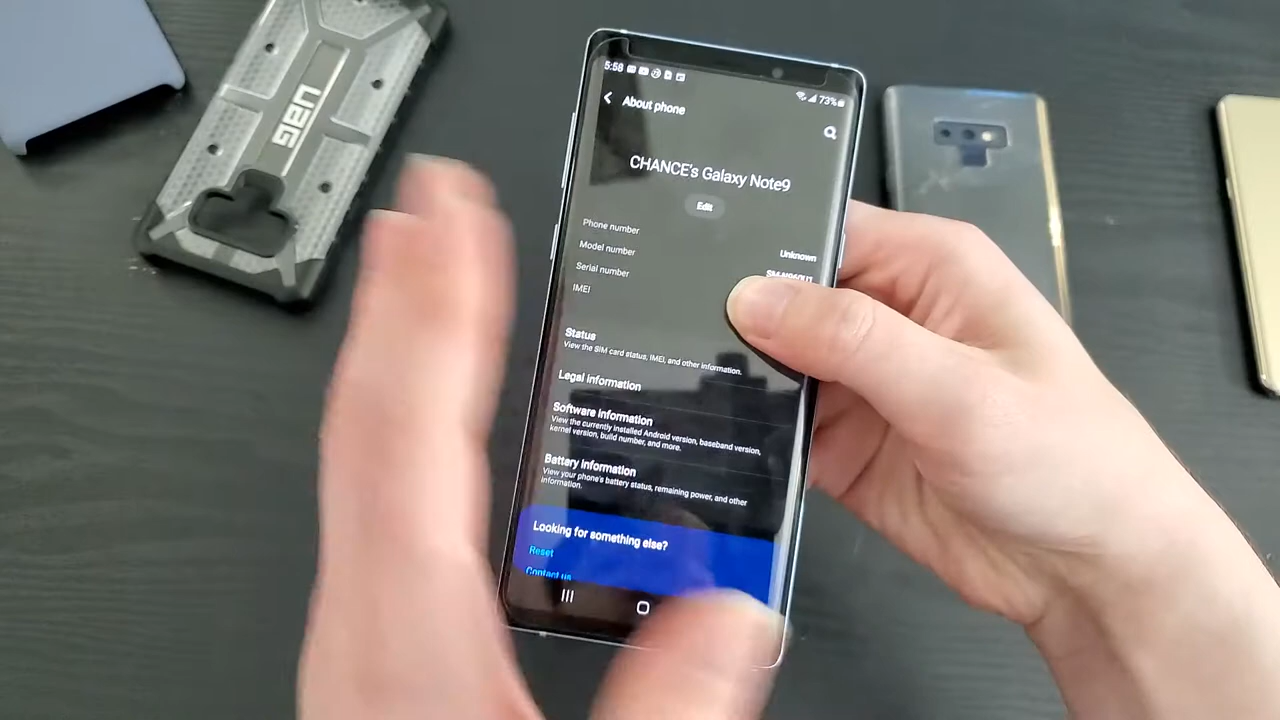 UAG
5:58
73%
About phone
CHANCE's Galaxy Note9
Edit
Phone number
Unknown
Model number
Serial number
IMEI
Status
View the SIM card status, IMEI, and other information.
Legal information
Software information
View the currently installed Android version, baseband version,
kernel version, build number, and more.
Battery information
View your phone's battery status, remaining power, and other
information.
Looking for something else?
Reset
Contact us